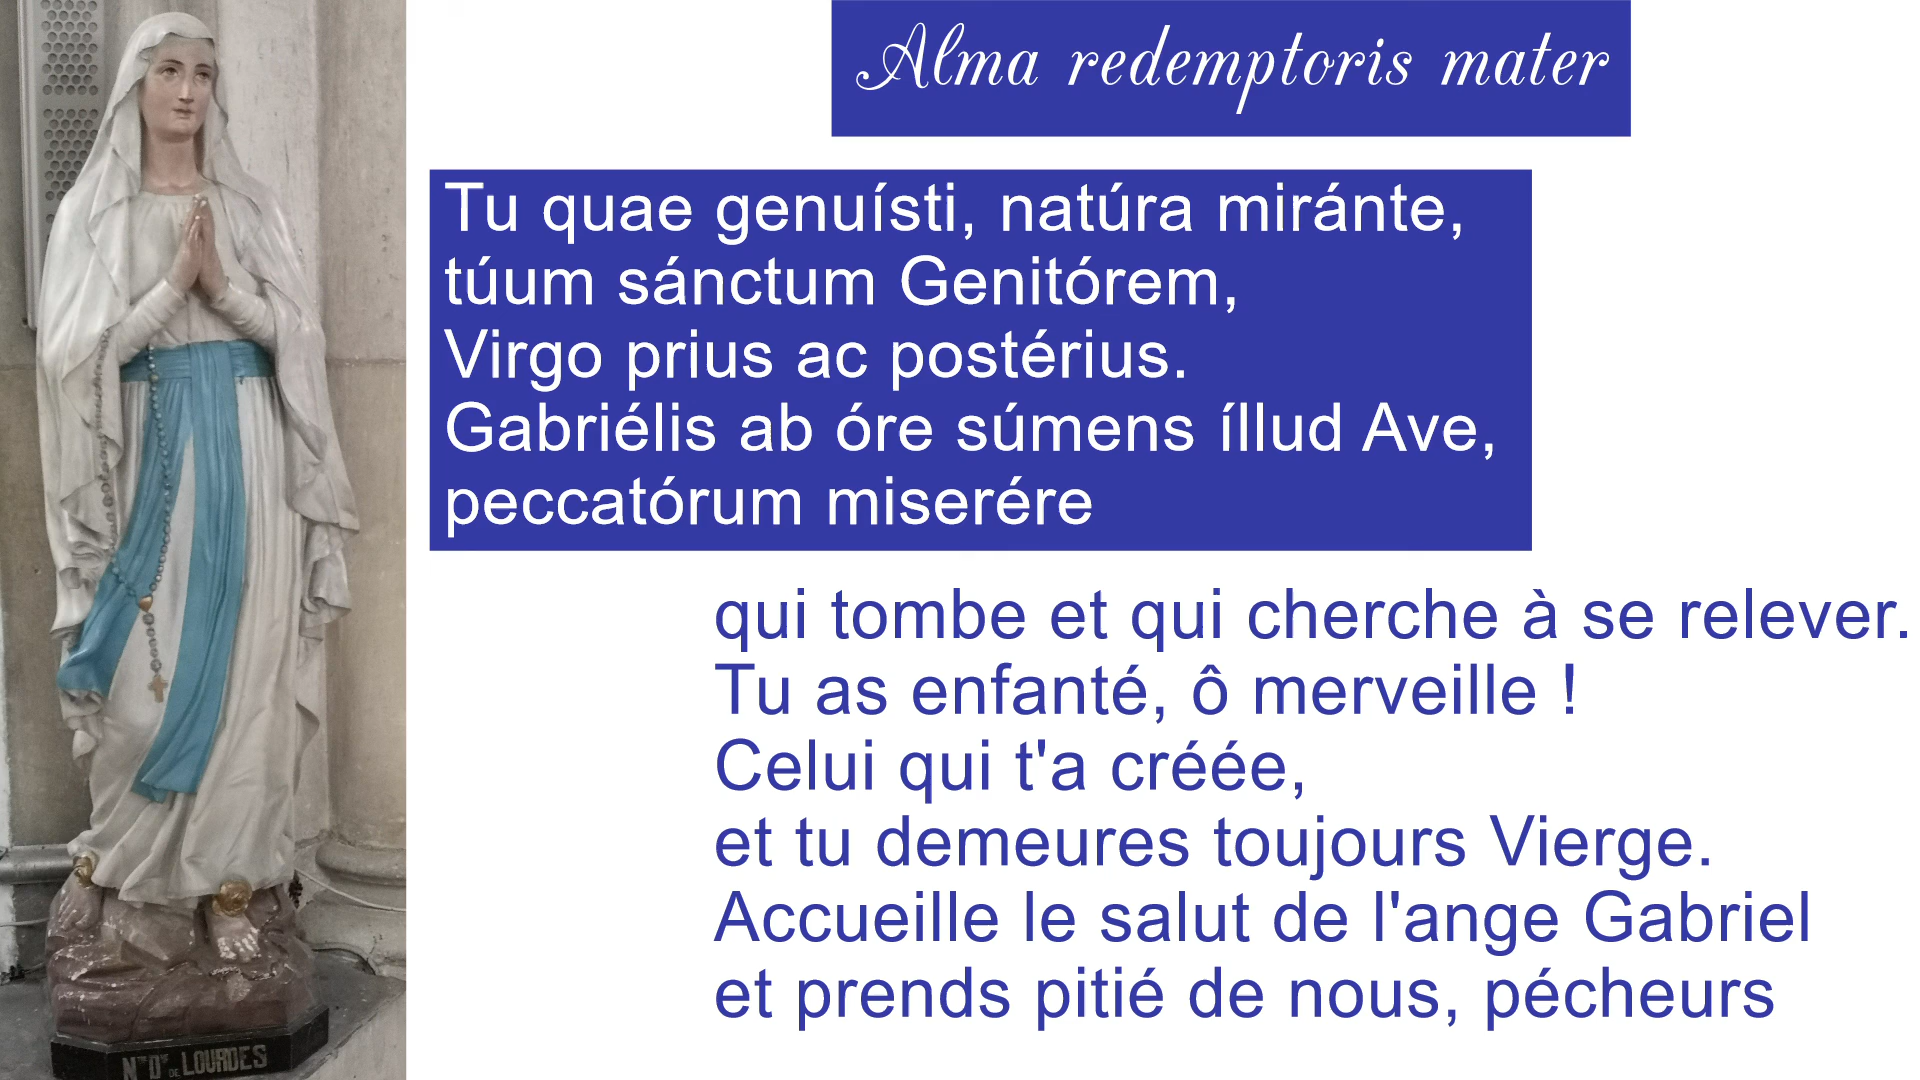 Alma redemptoris mater
Tu quae genuísti, natúra miránte,
túum sánctum Genitórem,
Virgo prius ac postérius.
Gabriélis ab óre súmens íllud Ave,
peccatórum miserére
qui tombe et qui cherche à se relever.
Tu as enfanté, ô merveille !
Celui qui t'a créée,
et tu demeures toujours Vierge.
Accueille le salut de l'ange Gabriel
et prends pitié de nous, pécheurs
N^TRE D^ME DE LOURDES